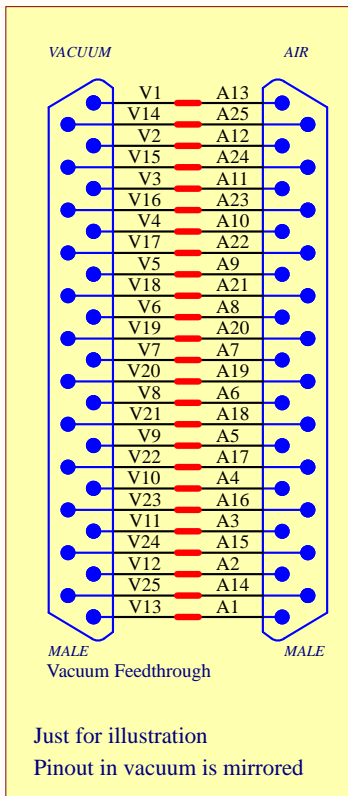 VACUUM AIR
V1 A13
V14 A25
V2 A12
V15 A24
V3 A11
V16 A23
V4 A10
V17 A22
V5 A9
V18 A21
V6 A8
V19 A20
V7 A7
V20 A19
V8 A6
V21 A18
V9 A5
V22 A17
V10 A4
V23 A16
V11 A3
V24 A15
V12 A2
V25 A14
V13 A1
MALE MALE
Vacuum Feedthrough
Just for illustration
Pinout in vacuum is mirrored